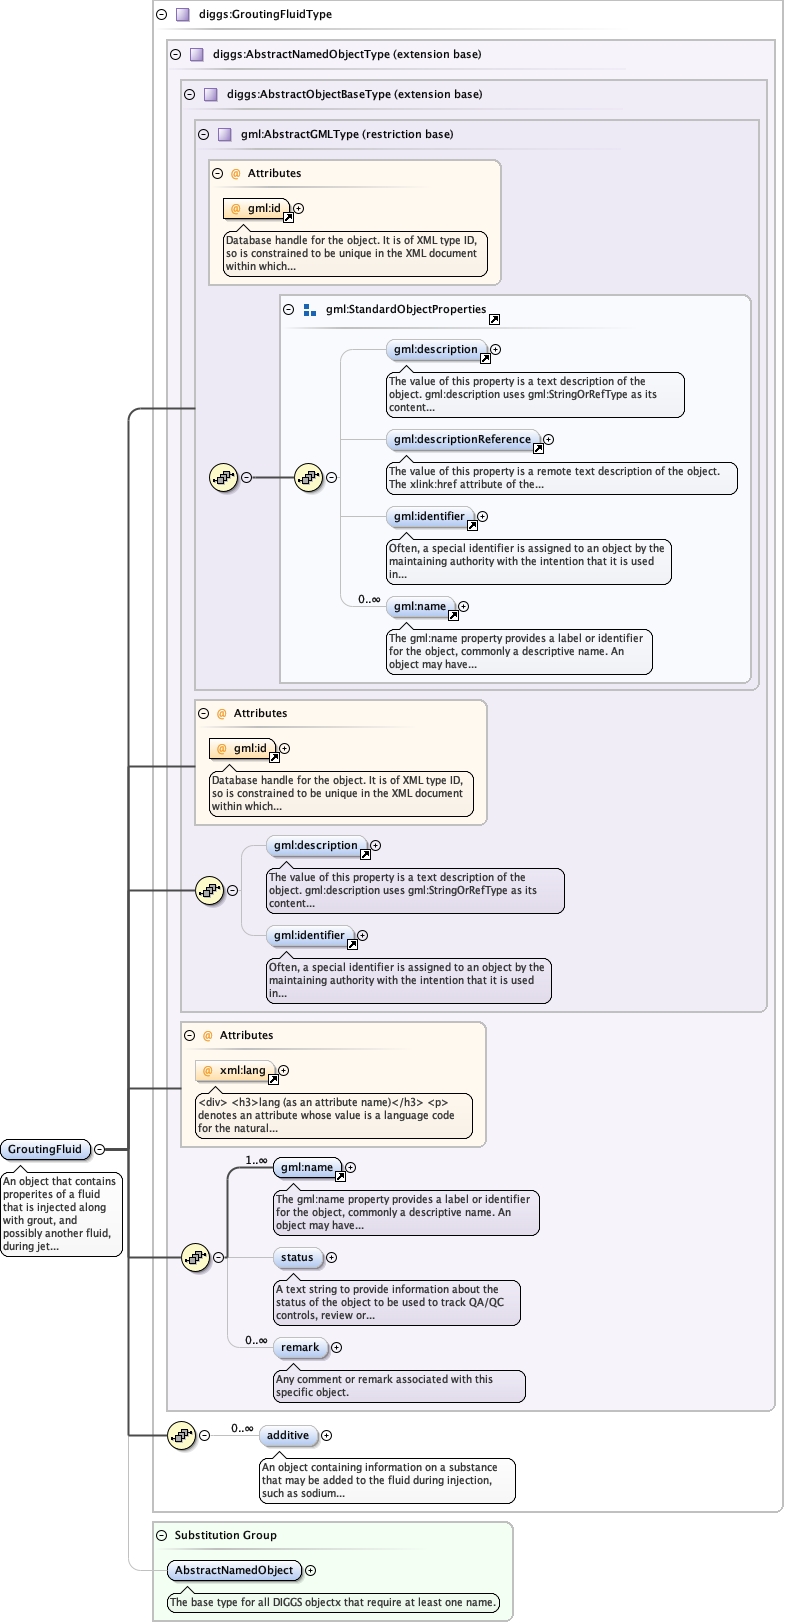 diggs:GroutingFluidType
diggs:AbstractNamedObjectType (extension base)
diggs:AbstractObjectBaseType (extension base)
gml:AbstractGMLType (restriction base)
@ Attributes
@ gml:id
Database handle for the object. It is of XML type ID,
so is constrained to be unique in the XML document
within which...
gml:StandardObjectProperties
gml:description
The value of this property is a text description of the
object. gml:description uses gml:StringOrRefType as its
content...
gml:descriptionReference
The value of this property is a remote text description of the object.
The xlink:href attribute of the...
gml:identifier
Often, a special identifier is assigned to an object by the
maintaining authority with the intention that it is used
in...
0..∞
gml:name
The gml:name property provides a label or identifier
for the object, commonly a descriptive name. An
object may have...
@ Attributes
@ gml:id
Database handle for the object. It is of XML type ID,
so is constrained to be unique in the XML document
within which...
gml:description
The value of this property is a text description of the
object. gml:description uses gml:StringOrRefType as its
content...
gml:identifier
Often, a special identifier is assigned to an object by the
maintaining authority with the intention that it is used
in...
@ Attributes
@ xml:lang
<div> <h3>lang (as an attribute name)</h3> <p>
denotes an attribute whose value is a language code
for the natural...
GroutingFluid
An object that contains
properites of a fluid
that is injected along
with grout, and
possibly another fluid,
during jet...
1..∞
gml:name
The gml:name property provides a label or identifier
for the object, commonly a descriptive name. An
object may have...
status
A text string to provide information about the
status of the object to be used to track QA/QC
controls, review or...
0..∞
remark
Any comment or remark associated with this
specific object.
0..∞
additive
An object containing information on a substance
that may be added to the fluid during injection,
such as sodium...
Substitution Group
AbstractNamedObject
The base type for all DIGGS objectx that require at least one name.